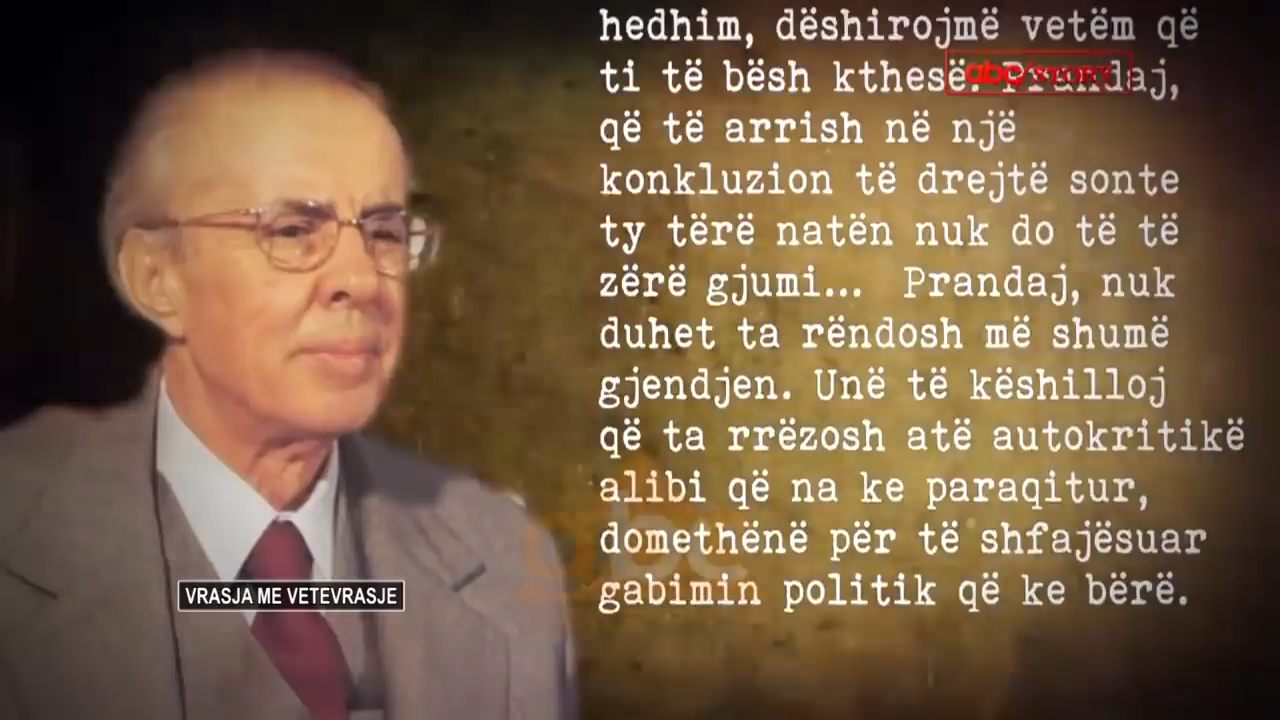 hedhim, dëshirojmë vetëm që
ti të bësh kthesë. Prandaj,
abc STORY
që të arrish në një
konkluzion të drejtë sonte
ty tërë natën nuk do të të
zërë gjumi... Prandaj, nuk
duhet ta rëndosh më shumë
gjendjen. Unë të këshilloj
që ta rrëzosh atë autokritikë
alibi që na ke paraqitur,
domethënë për të shfajësuar
gabimin politik që ke bërë.
abc
VRASJA ME VETEVRASJE